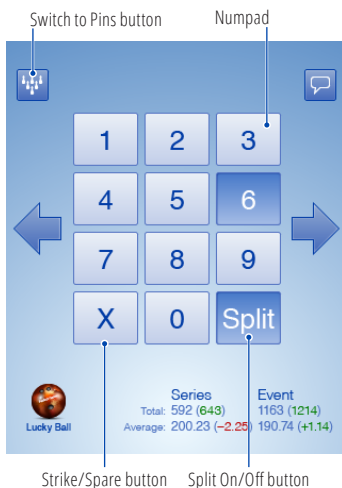 Switch to Pins button
Numpad
1 2 3
4 5 6
7 8 9
X 0 Split
Series Event
Total: 592 (643) 1163 (1214)
Average: 200.23 (−2.25) 190.74 (+1.14)
Lucky Ball
Strike/Spare button Split On/Off button